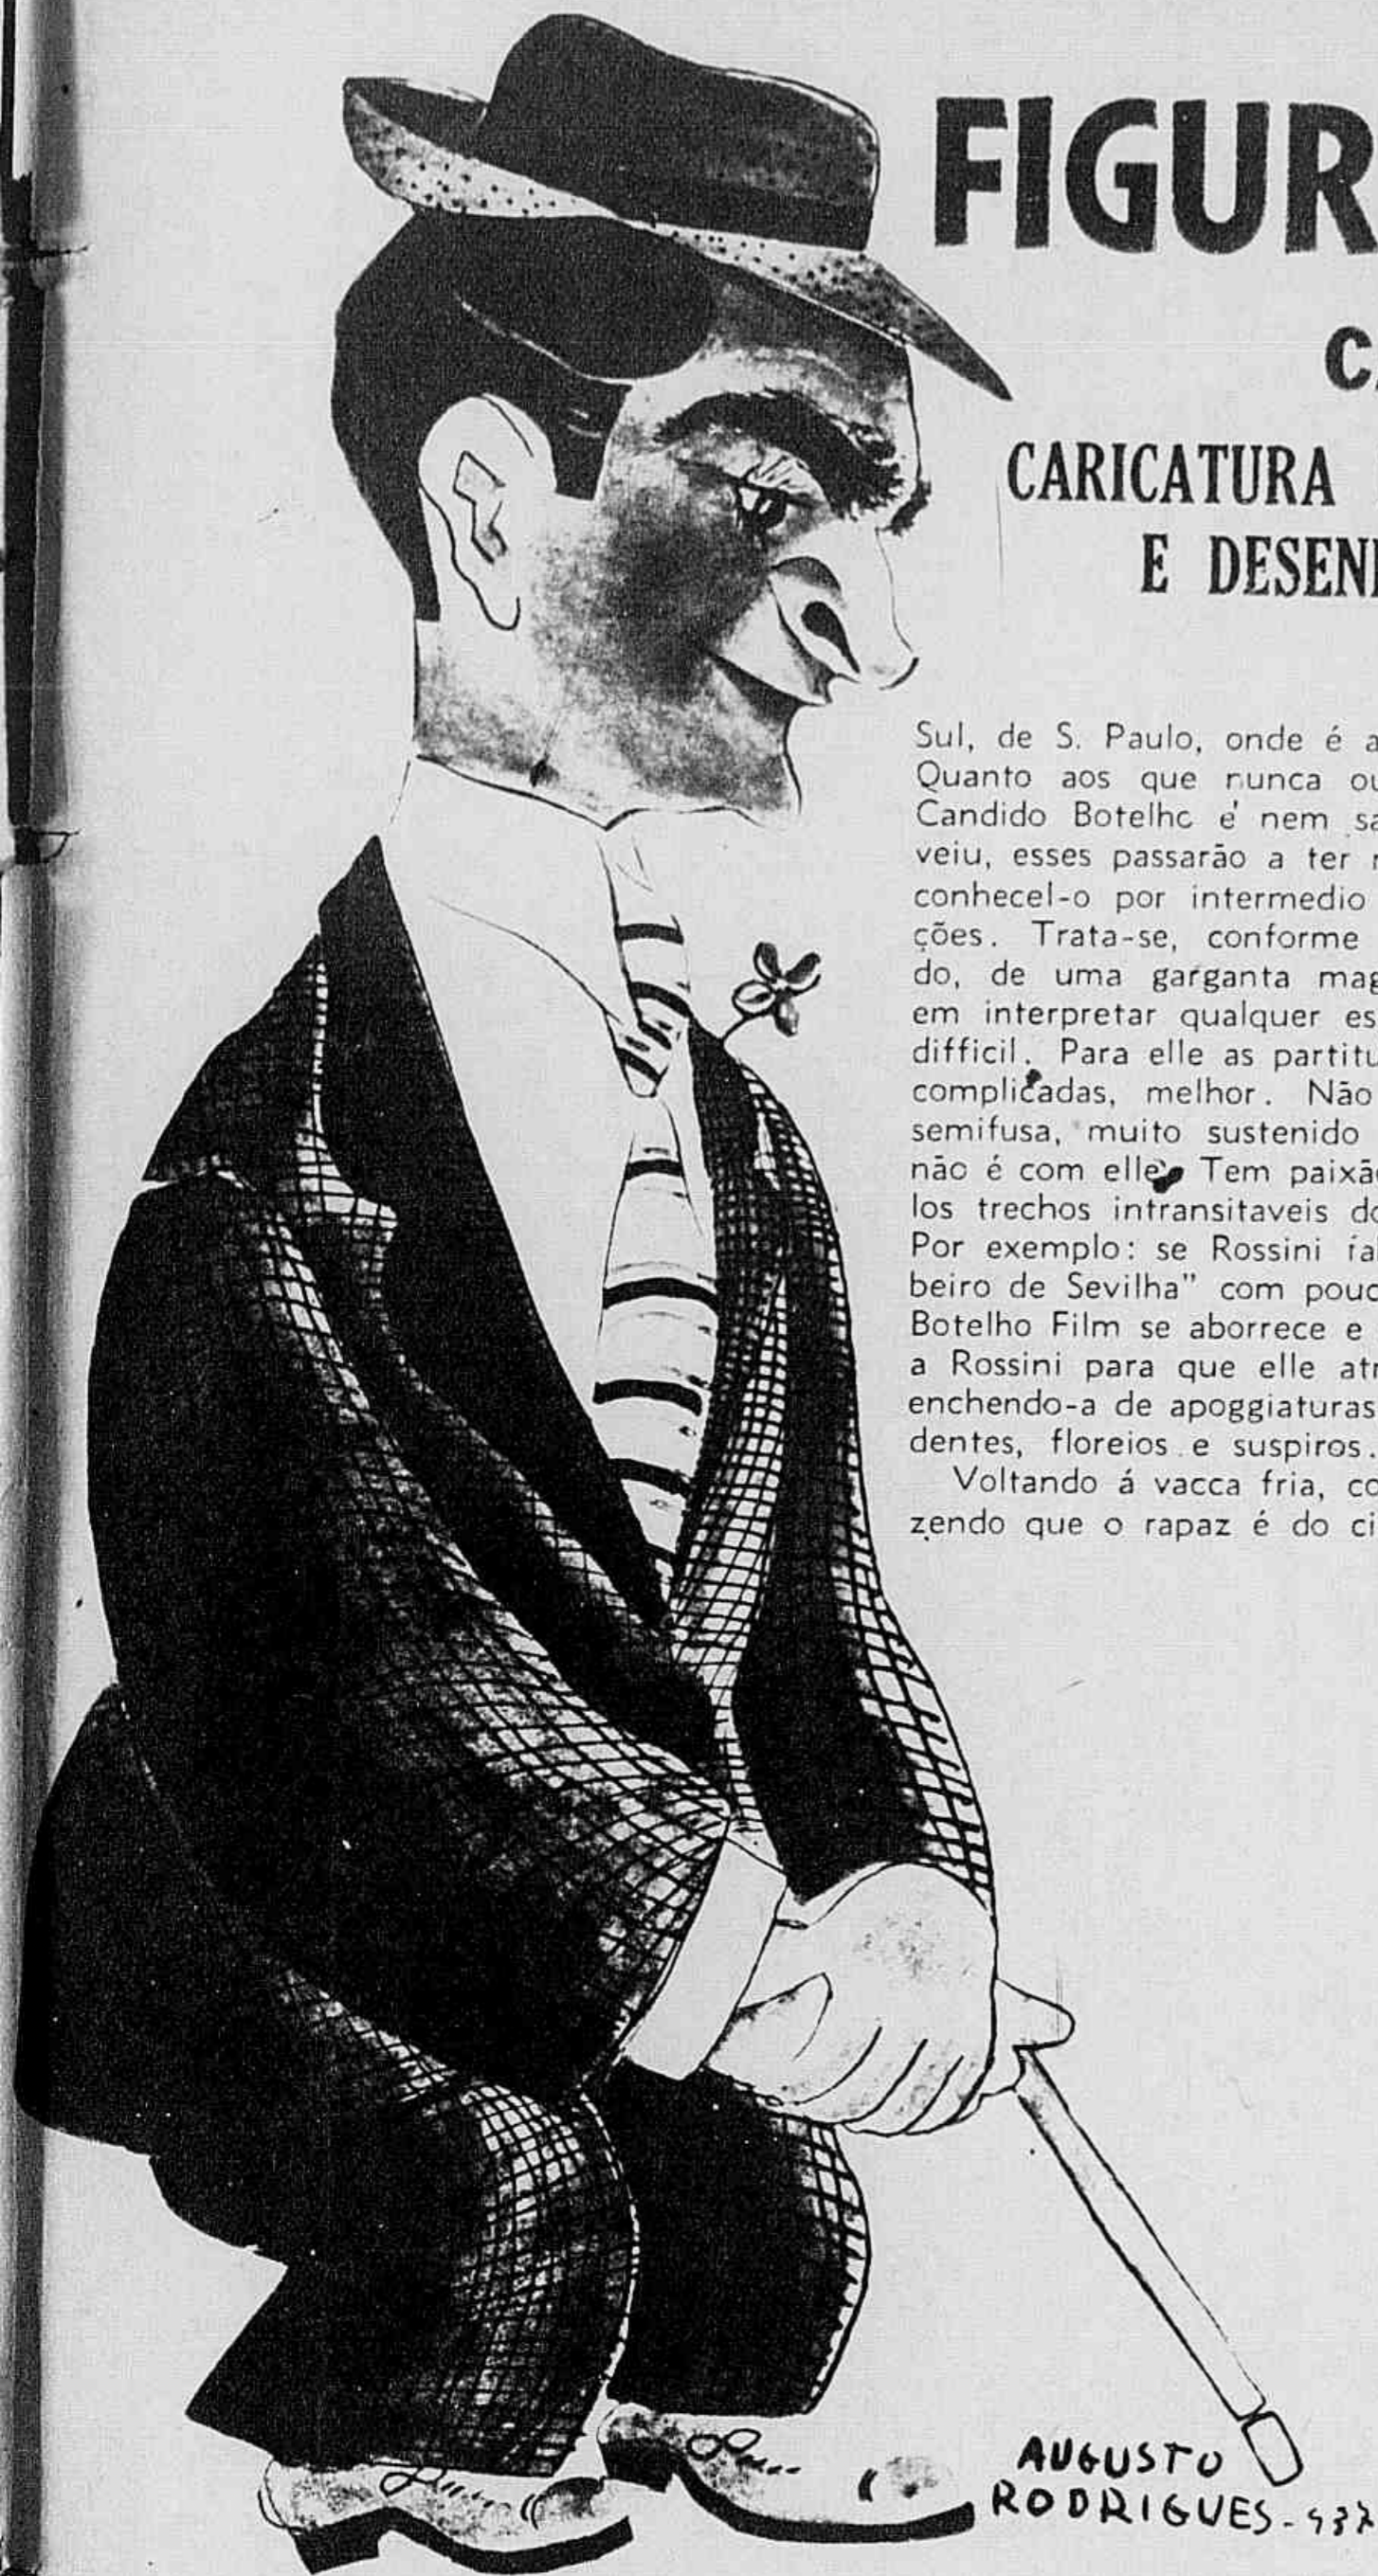 FIGUR
CA
CARICATURA
E DESENH
Sul, de S. Paulo, onde é a
Quanto aos que nunca ou
Candido Botelho é nem sa
veiu, esses passarão a ter
conhecel-o por intermedio
ções. Trata-se, conforme
do, de uma garganta mag
em interpretar qualquer es
difficil. Para elle as partitu
complicadas, melhor. Não
semifusa, muito sustenido
não é com elle. Tem paixão
los trechos intransitaveis do
Por exemplo: se Rossini fal
beiro de Sevilha" com pouc
Botelho Film se aborrece e
a Rossini para que elle atr
enchendo-a de apoggiaturas
dentes, floreios e suspiros.
Voltando á vacca fria, co
zendo que o rapaz é do ci
AUGUSTO
RODRIGUES - 937